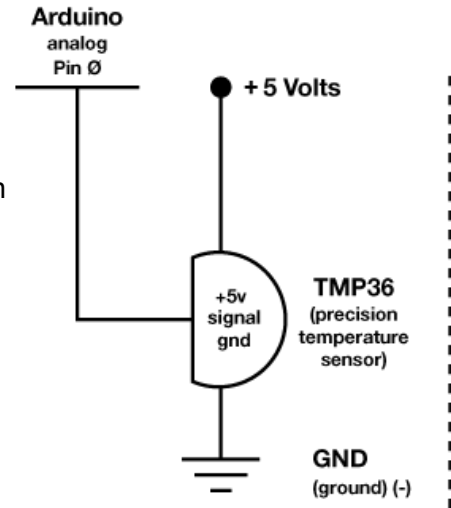 Arduino
analog
Pin Ø
+ 5 Volts
n
+5v
signal
gnd
TMP36
(precision
temperature
sensor)
GND
(ground) (-)